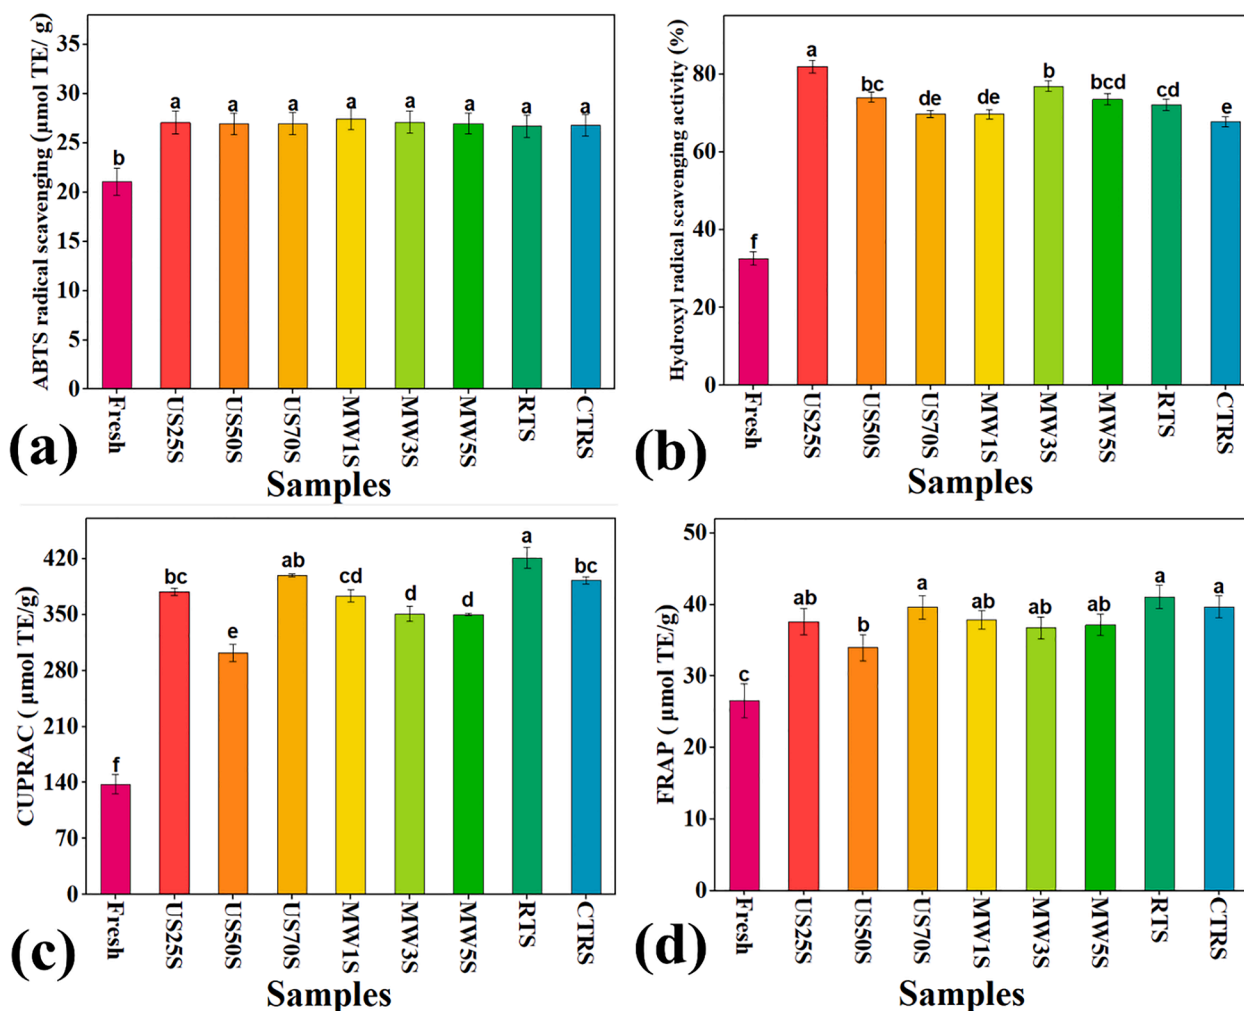 ABTS radical scavenging (μmol TE/ g)
35
30
25
20
15
10
5
0
b
a
a
a
a
a
a
a
a
Fresh
US25S
US50S
US70S
MW1S
MW3S
MW5S
RTS
CTRS
(a)
Samples
Hydroxyl radical scavenging activity (%)
80
60
40
20
0
f
a
bc
de
de
b
bcd
cd
e
Fresh
US25S
US50S
US70S
MW1S
MW3S
MW5S
RTS
CTRS
(b)
Samples
CUPRAC ( μmol TE/g)
420
350
280
210
140
70
0
f
bc
e
ab
cd
d
d
a
bc
Fresh
US25S
US50S
US70S
MW1S
MW3S
MW5S
RTS
CTRS
(c)
Samples
FRAP ( μmol TE/g)
50
40
30
20
10
0
c
ab
b
a
ab
ab
ab
a
a
Fresh
US25S
US50S
US70S
MW1S
MW3S
MW5S
RTS
CTRS
(d)
Samples